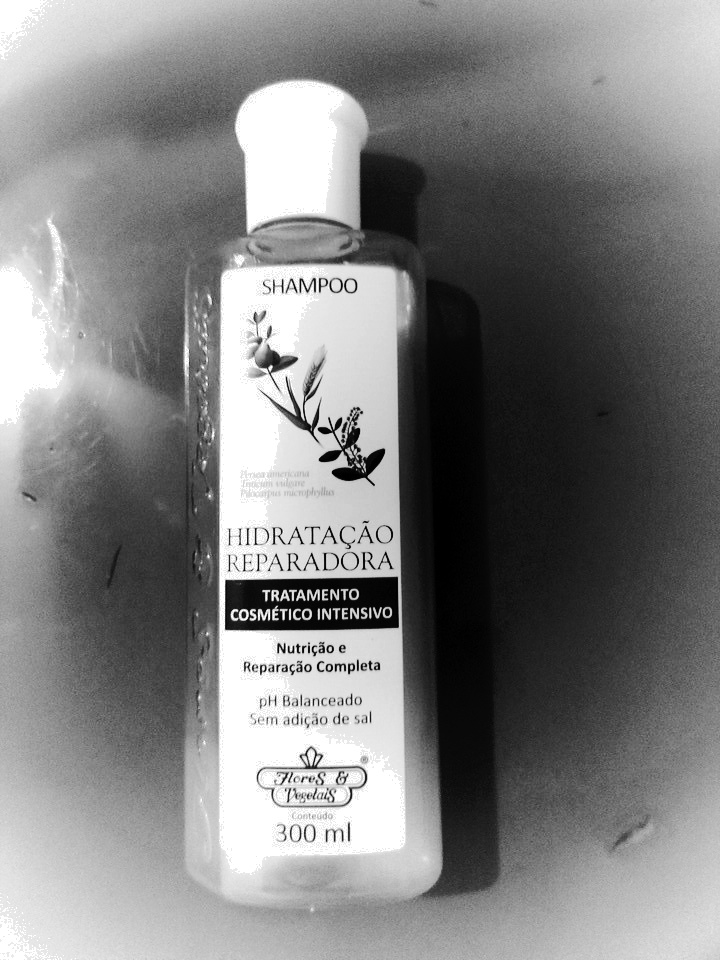 SHAMPOO
Persea americana
Triticum vulgare
Pilocarpus microphyllus
HIDRATAÇÃO
REPARADORA
TRATAMENTO
COSMÉTICO INTENSIVO
Nutrição e
Reparação Completa
pH Balanceado
Sem adição de sal
Flores &
Vegetais
®
Conteúdo
300 ml